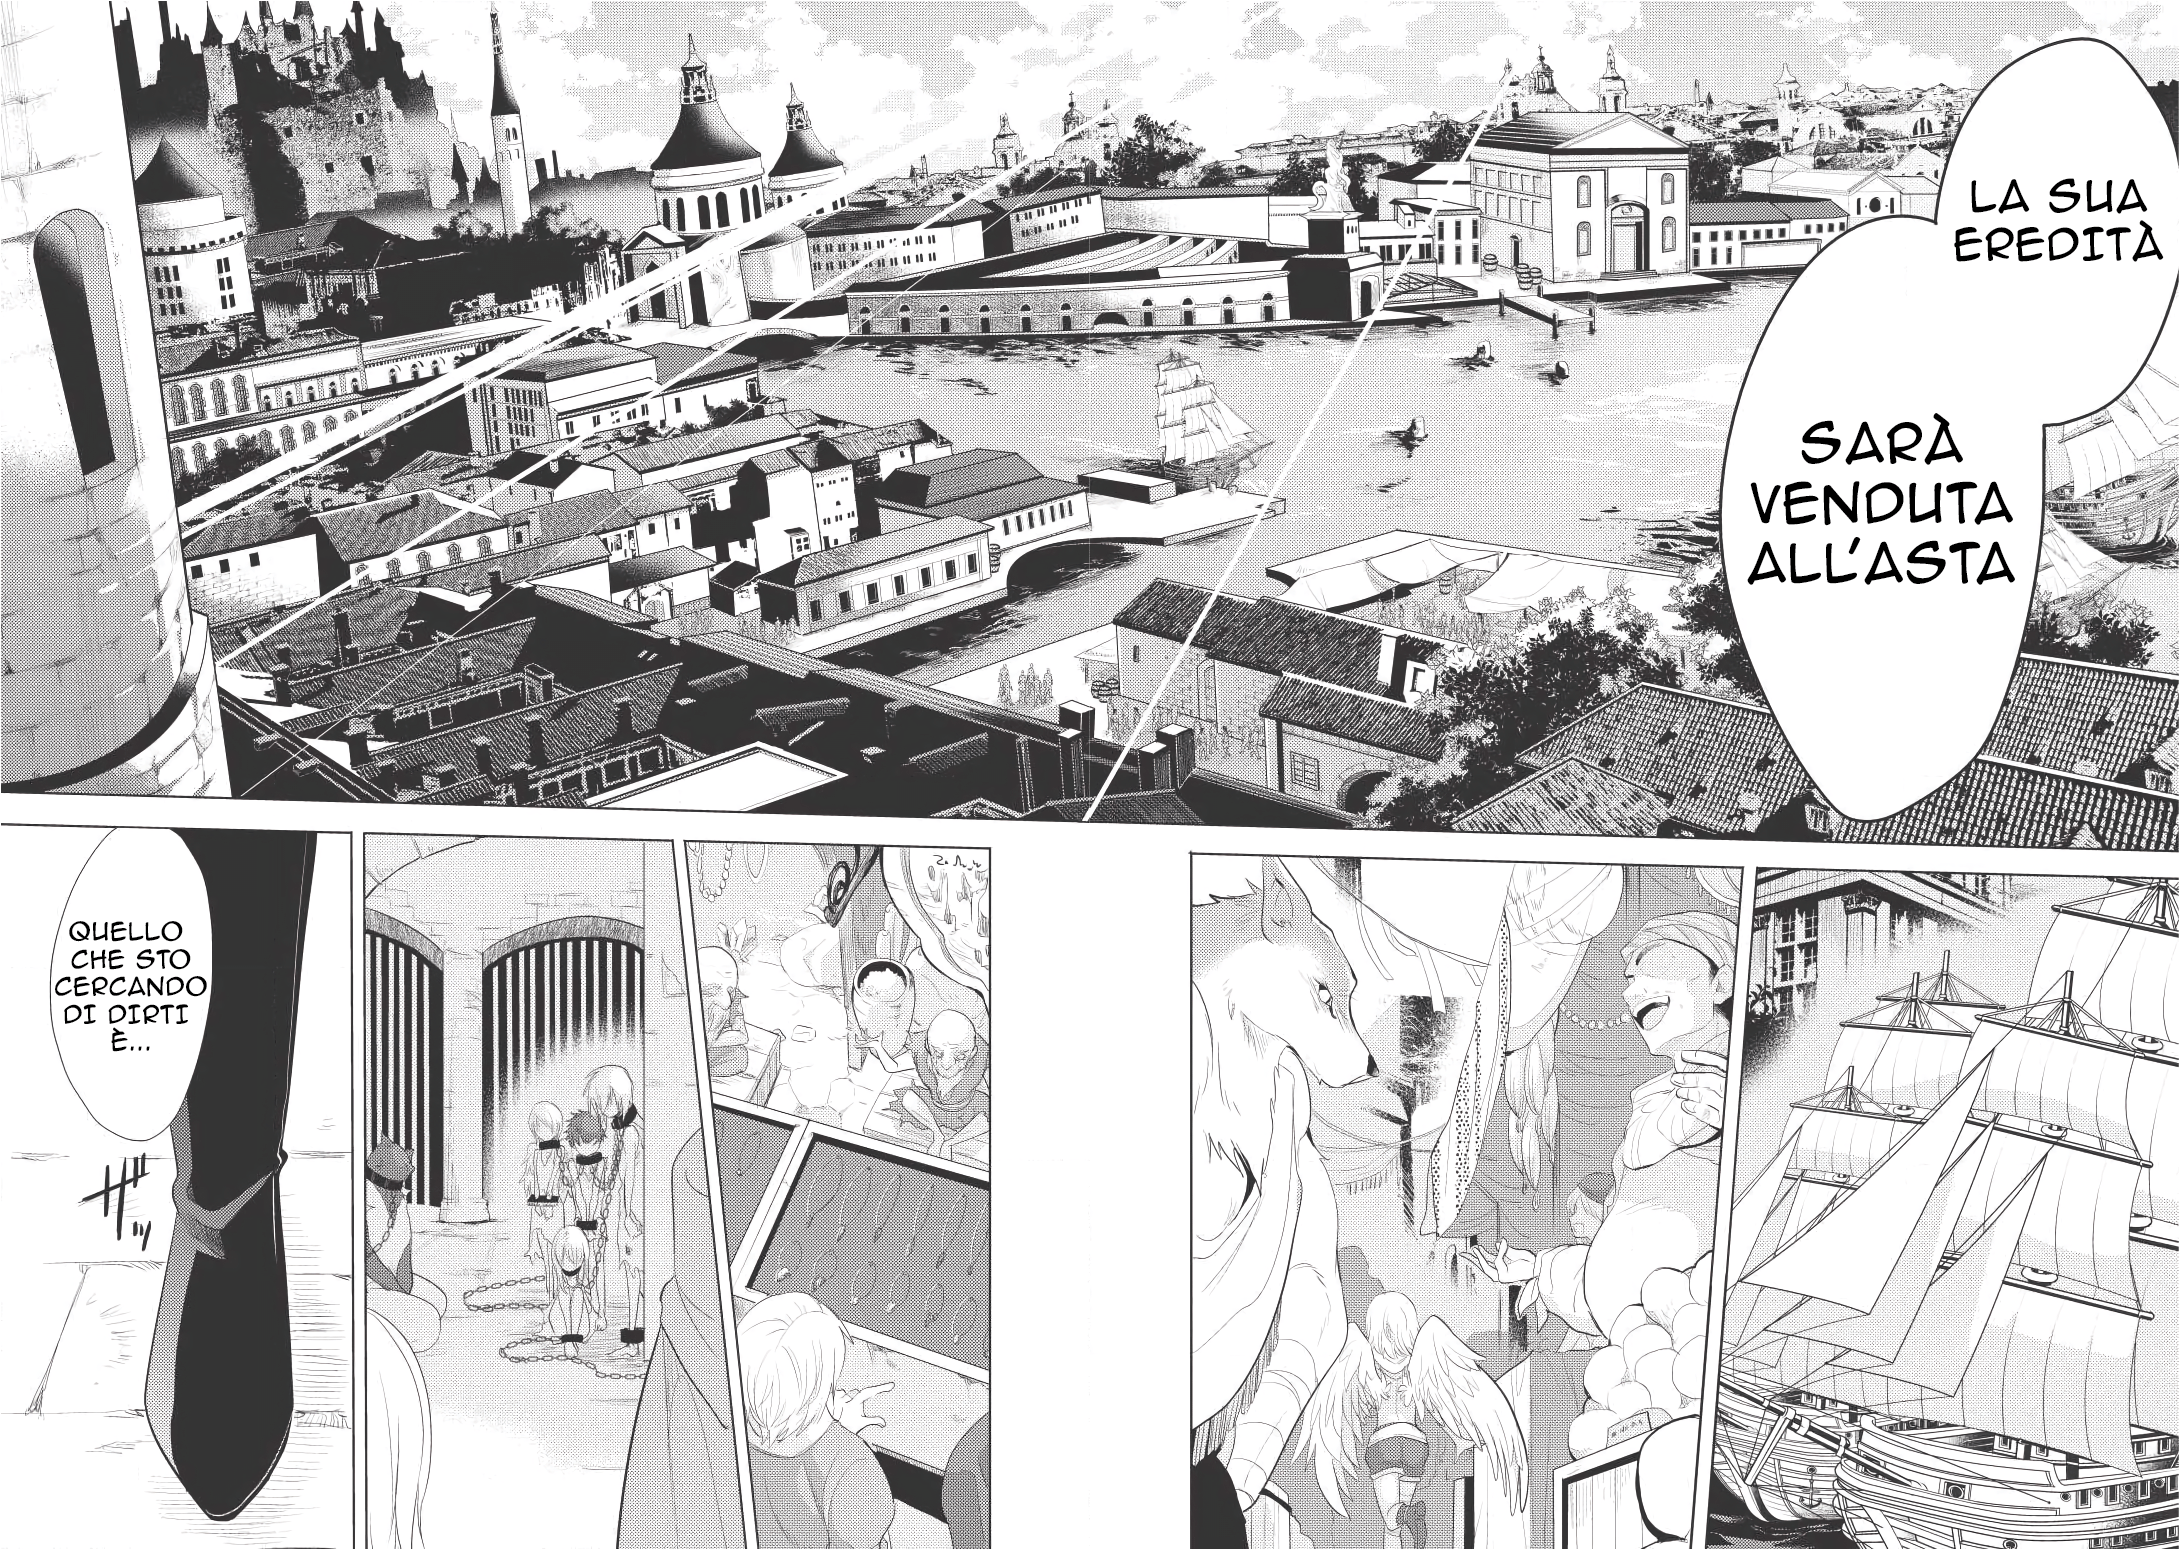 LA SUA
EREDITÀ
SARÀ
VENDUTA
ALL'ASTA
QUELLO
CHE STO
CERCANDO
DI DIRTI
È...